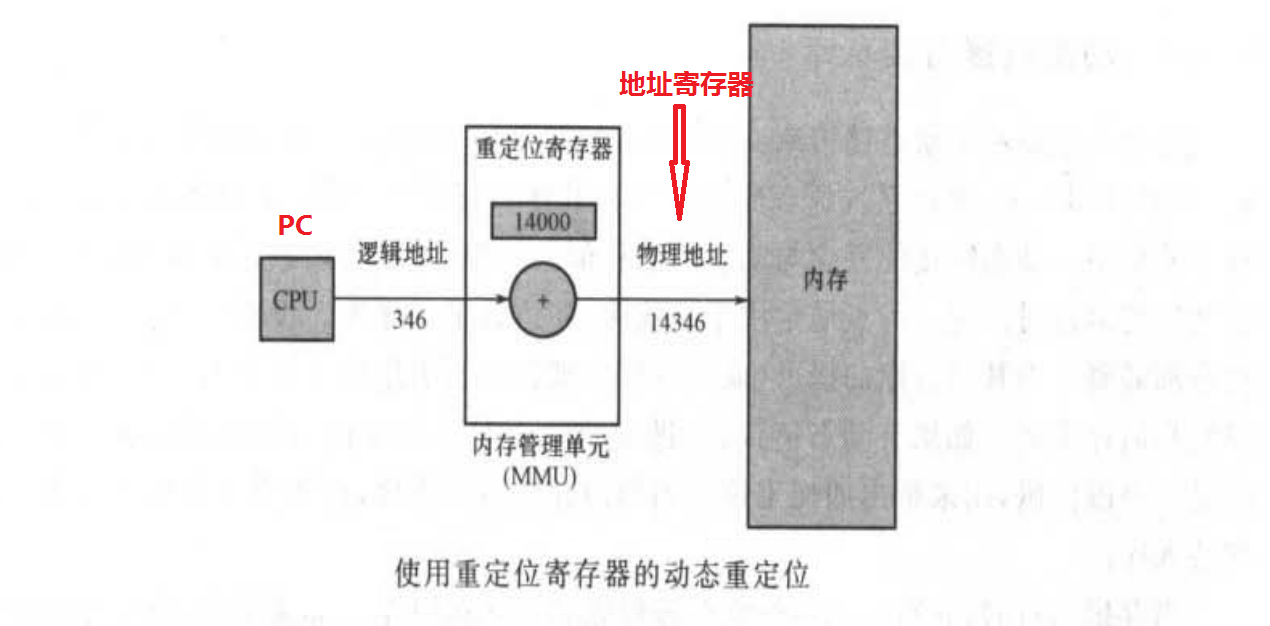 地址寄存器
重定位寄存器
14000
PC
逻辑地址
物理地址
CPU
+
内存
346
14346
内存管理单元
(MMU)
使用重定位寄存器的动态重定位